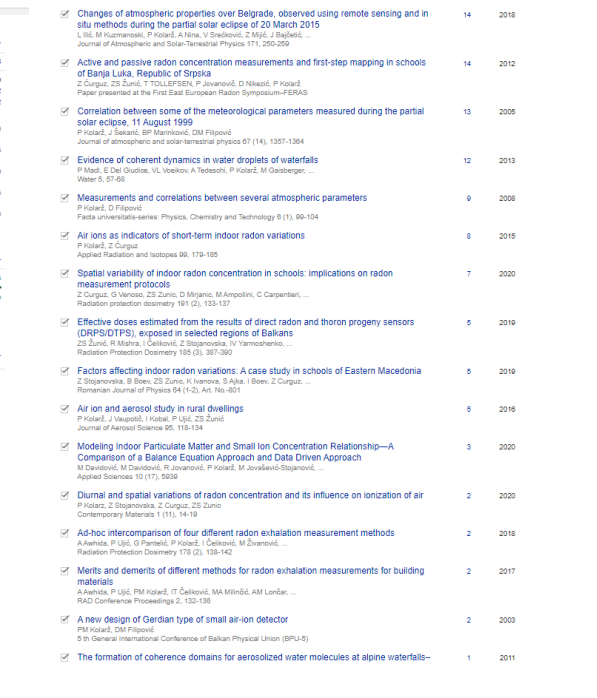 Changes of atmospheric properties over Belgrade, observed using remote sensing and in 14 2018
situ methods during the partial solar eclipse of 20 March 2015
L Ilić, M Kuzmanoski, P Kolarž, A Nina, V Srećković, Z Mijić, J Bajčetić, ...
Journal of Atmospheric and Solar-Terrestrial Physics 171, 250-259
Active and passive radon concentration measurements and first-step mapping in schools 14 2012
of Banja Luka, Republic of Srpska
Z Ćurguz, ZS Žunić, T TOLLEFSEN, P Jovanovič, D Nikezić, P Kolarž
Paper presented at the First East European Radon Symposium–FERAS
Correlation between some of the meteorological parameters measured during the partial 13 2005
solar eclipse, 11 August 1999
P Kolarž, J Šekarić, BP Marinković, DM Filipović
Journal of atmospheric and solar-terrestrial physics 67 (14), 1357-1364
Evidence of coherent dynamics in water droplets of waterfalls 12 2013
P Madl, E Del Giudice, VL Voeikov, A Tedeschi, P Kolarž, M Gaisberger, ...
Water 5, 57-68
Measurements and correlations between several atmospheric parameters 9 2008
P Kolarž, D Filipović
Facta universitatis-series: Physics, Chemistry and Technology 6 (1), 99-104
Air ions as indicators of short-term indoor radon variations 8 2015
P Kolarž, Z Ćurguz
Applied Radiation and Isotopes 99, 179-185
Spatial variability of indoor radon concentration in schools: implications on radon 7 2020
measurement protocols
Z Curguz, G Venoso, ZS Zunic, D Mirjanic, M Ampollini, C Carpentieri, ...
Radiation protection dosimetry 191 (2), 133-137
Effective doses estimated from the results of direct radon and thoron progeny sensors 5 2019
(DRPS/DTPS), exposed in selected regions of Balkans
ZS Žunić, R Mishra, I Čeliković, Z Stojanovska, IV Yarmoshenko, ...
Radiation Protection Dosimetry 185 (3), 387-390
Factors affecting indoor radon variations: A case study in schools of Eastern Macedonia 5 2019
Z Stojanovska, B Boev, ZS Zunic, K Ivanova, S Ajka, I Boev, Z Curguz, ...
Romanian Journal of Physics 64 (1-2), Art. No.-801
Air ion and aerosol study in rural dwellings 5 2016
P Kolarž, J Vaupotič, I Kobal, P Ujić, ZS Žunić
Journal of Aerosol Science 95, 118-134
Modeling Indoor Particulate Matter and Small Ion Concentration Relationship—A 3 2020
Comparison of a Balance Equation Approach and Data Driven Approach
M Davidović, M Davidović, R Jovanović, P Kolarž, M Jovašević-Stojanović, ...
Applied Sciences 10 (17), 5939
Diurnal and spatial variations of radon concentration and its influence on ionization of air 2 2020
P Kolarz, Z Stojanovska, Z Curguz, ZS Zunic
Contemporary Materials 1 (11), 14-19
Ad-hoc intercomparison of four different radon exhalation measurement methods 2 2018
A Awhida, P Ujić, G Pantelić, P Kolarž, I Čeliković, M Živanović, ...
Radiation Protection Dosimetry 178 (2), 138-142
Merits and demerits of different methods for radon exhalation measurements for building 2 2017
materials
A Awhida, P Ujić, PM Kolarž, IT Čeliković, MA Milinčić, AM Lončar, ...
RAD Conference Proceedings 2, 132-136
A new design of Gerdian type of small air-ion detector 2 2003
PM Kolarž, DM Filipović
5 th General International Conference of Balkan Physical Union (BPU-5)
The formation of coherence domains for aerosolized water molecules at alpine waterfalls– 1 2011